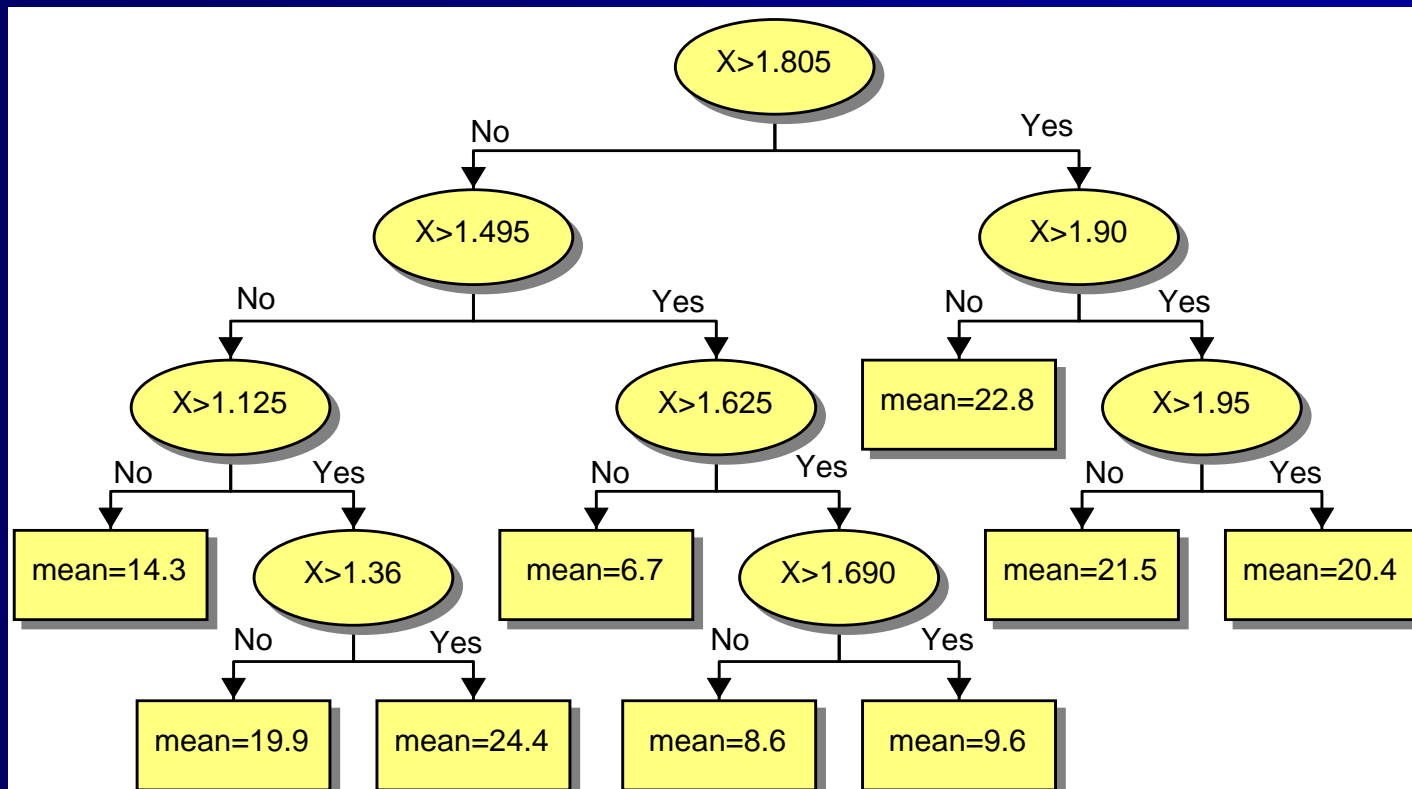 X>1.805
No
Yes
X>1.495
X>1.90
No
Yes
No
Yes
X>1.125
X>1.625
mean=22.8
X>1.95
No
Yes
No
Yes
No
Yes
mean=14.3
X>1.36
mean=6.7
X>1.690
mean=21.5
mean=20.4
No
Yes
No
Yes
mean=19.9
mean=24.4
mean=8.6
mean=9.6